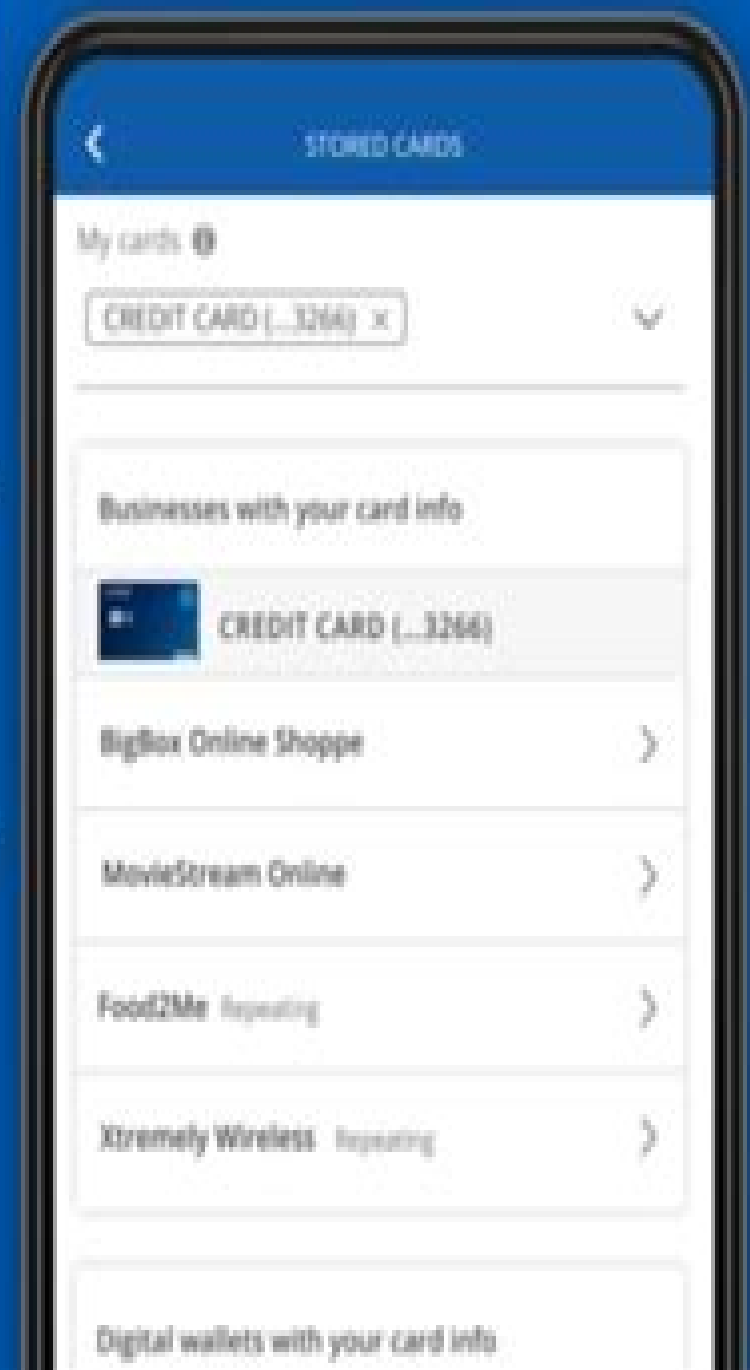 STORED CARDS
My cards
CREDIT CARD (...3266) ×
Businesses with your card info
CREDIT CARD (...3266)
BigBox Online Shoppe
MovieStream Online
Food2Me Repeating
Xtremely Wireless Repeating
Digital wallets with your card info